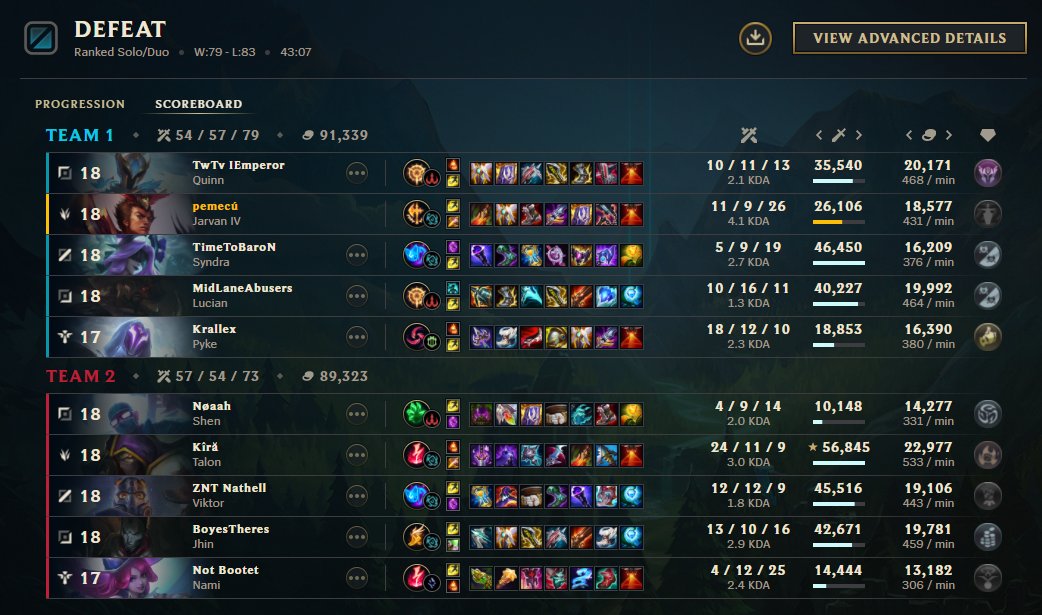 DEFEAT
Ranked Solo/Duo • W:79 - L:83 • 43:07
VIEW ADVANCED DETAILS
PROGRESSION SCOREBOARD
TEAM 1 • 54 / 57 / 79 • 91,339
18 TwTv IEmperor 10 / 11 / 13 35,540 20,171
Quinn 2.1 KDA 468 / min
18 pemecú 11 / 9 / 26 26,106 18,577
Jarvan IV 4.1 KDA 431 / min
18 TimeToBaroN 5 / 9 / 19 46,450 16,209
Syndra 2.7 KDA 376 / min
18 MidLaneAbusers 10 / 16 / 11 40,227 19,992
Lucian 1.3 KDA 464 / min
17 Krallex 18 / 12 / 10 18,853 16,390
Pyke 2.3 KDA 380 / min
TEAM 2 • 57 / 54 / 73 • 89,323
18 Nøaah 4 / 9 / 14 10,148 14,277
Shen 2.0 KDA 331 / min
18 Kîrã 24 / 11 / 9 56,845 22,977
Talon 3.0 KDA 533 / min
18 ZNT Nathell 12 / 12 / 9 45,516 19,106
Viktor 1.8 KDA 443 / min
18 BoyesTheres 13 / 10 / 16 42,671 19,781
Jhin 2.9 KDA 459 / min
17 Not Bootet 4 / 12 / 25 14,444 13,182
Nami 2.4 KDA 306 / min